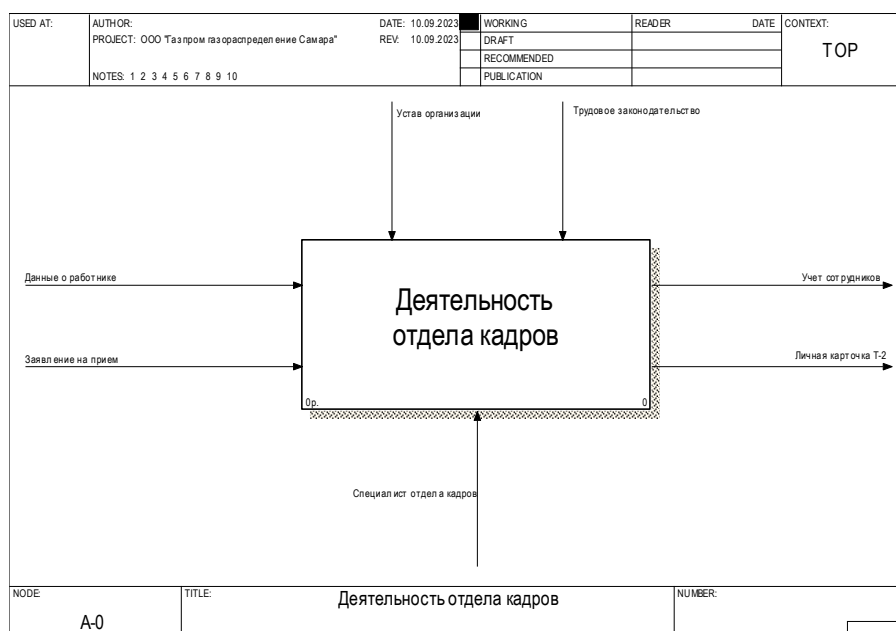 USED AT:
AUTHOR:
DATE: 10.09.2023
WORKING
READER
DATE
CONTEXT:
PROJECT: ООО "Газпром газораспределение Самара"
REV: 10.09.2023
DRAFT
TOP
RECOMMENDED
NOTES: 1 2 3 4 5 6 7 8 9 10
PUBLICATION
Устав организации
Трудовое законодательство
Данные о работнике
Учет сотрудников
Деятельность
отдела кадров
Заявление на прием
Личная карточка Т-2
0р.
0
Специалист отдела кадров
NODE:
TITLE:
Деятельность отдела кадров
NUMBER:
A-0